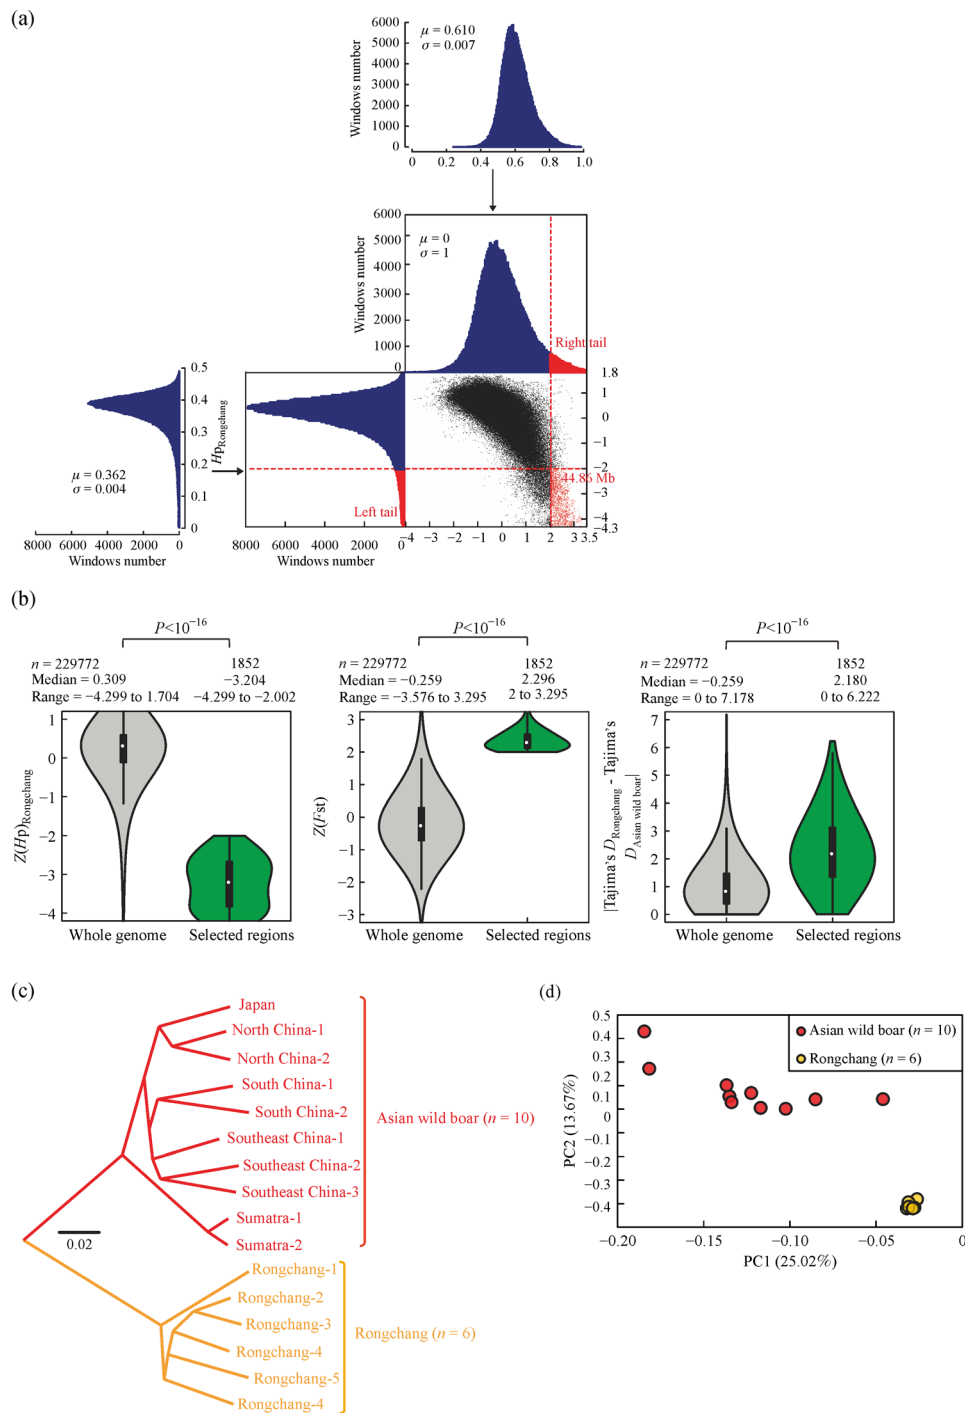 (a)
6000
5000
4000
3000
2000
1000
0
Windows number
μ = 0.610
σ = 0.007
0 0.2 0.4 0.6 0.8 1.0
6000
5000
4000
3000
2000
1000
0
Windows number
μ = 0
σ = 1
Right tail
1.8
1
0
−1
−2
−3
−4
−4.3
44.86 Mb
0.5
0.4
0.3
0.2
0.1
0
HpRongchang
μ = 0.362
σ = 0.004
Left tail
8000 6000 4000 2000 0
Windows number
8000 6000 4000 2000 0
Windows number
−4 −3 −2 −1 0 1 2 3 3.5
(b)
P<10−16
n = 229772 1852
Median = 0.309 −3.204
Range = −4.299 to 1.704 −4.299 to −2.002
1
0
−1
−2
−3
−4
Z(Hp)Rongchang
Whole genome Selected regions
P<10−16
n = 229772 1852
Median = −0.259 2.296
Range = −3.576 to 3.295 2 to 3.295
3
2
1
0
−1
−2
−3
Z(Fst)
Whole genome Selected regions
P<10−16
n = 229772 1852
Median = −0.259 2.180
Range = 0 to 7.178 0 to 6.222
7
6
5
4
3
2
1
0
|Tajima's DRongchang - Tajima's
DAsian wild boar|
Whole genome Selected regions
(c)
Japan
North China-1
North China-2
South China-1
South China-2
Southeast China-1
Southeast China-2
Southeast China-3
Sumatra-1
Sumatra-2
Asian wild boar (n = 10)
0.02
Rongchang-1
Rongchang-2
Rongchang-3
Rongchang-4
Rongchang-5
Rongchang-4
Rongchang (n = 6)
(d)
0.5
0.4
0.3
0.2
0.1
0
−0.1
−0.2
−0.3
−0.4
PC2 (13.67%)
Asian wild boar (n = 10)
Rongchang (n = 6)
−0.20 −0.15 −0.10 −0.05 0
PC1 (25.02%)